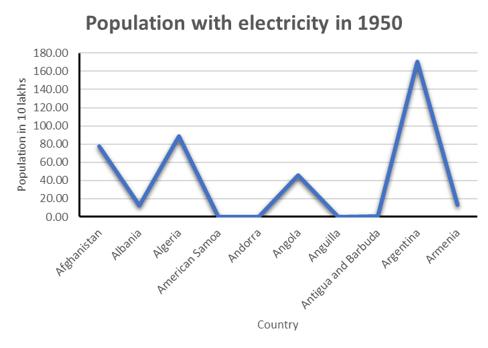 Population with electricity in 1950
Population in 10 lakhs
180.00
160.00
140.00
120.00
100.00
80.00
60.00
40.00
20.00
0.00
Afghanistan
Albania
Algeria
American Samoa
Andorra
Angola
Anguilla
Antigua and Barbuda
Argentina
Armenia
Country